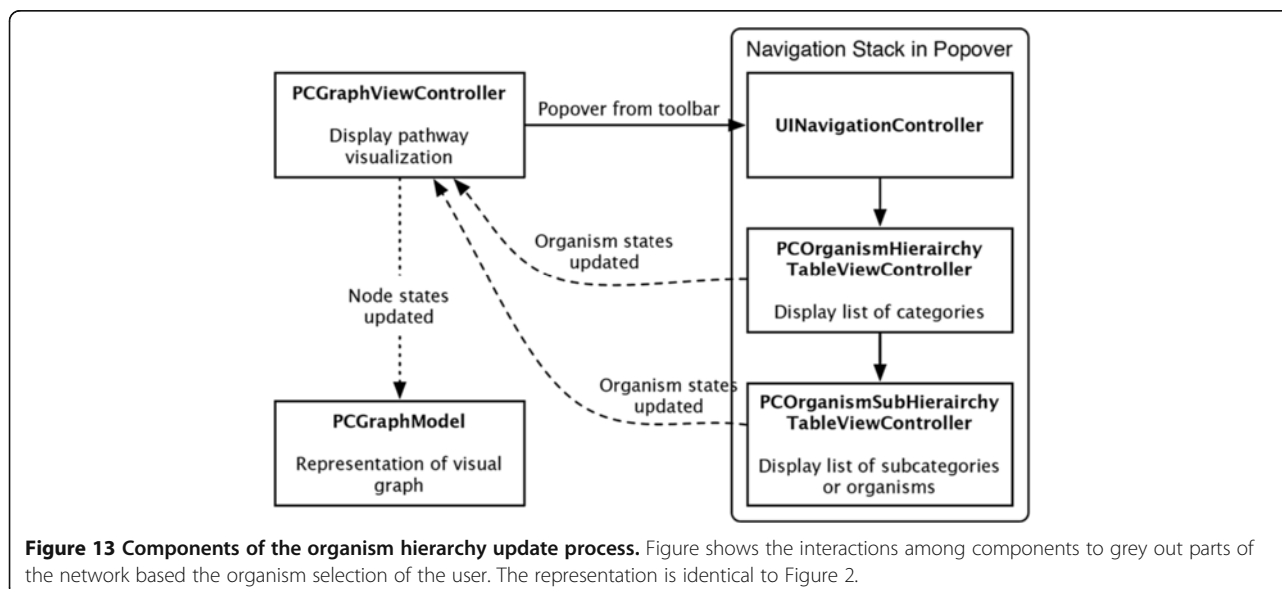 Navigation Stack in Popover
PCGraphViewController
Display pathway
visualization
Popover from toolbar
UINavigationController
Organism states
updated
PCOrganismHierairchy
TableViewController
Display list of categories
Node states
updated
Organism states
updated
PCOrganismSubHierairchy
TableViewController
Display list of subcategories
or organisms
PCGraphModel
Representation of visual
graph
Figure 13 Components of the organism hierarchy update process. Figure shows the interactions among components to grey out parts of
the network based the organism selection of the user. The representation is identical to Figure 2.